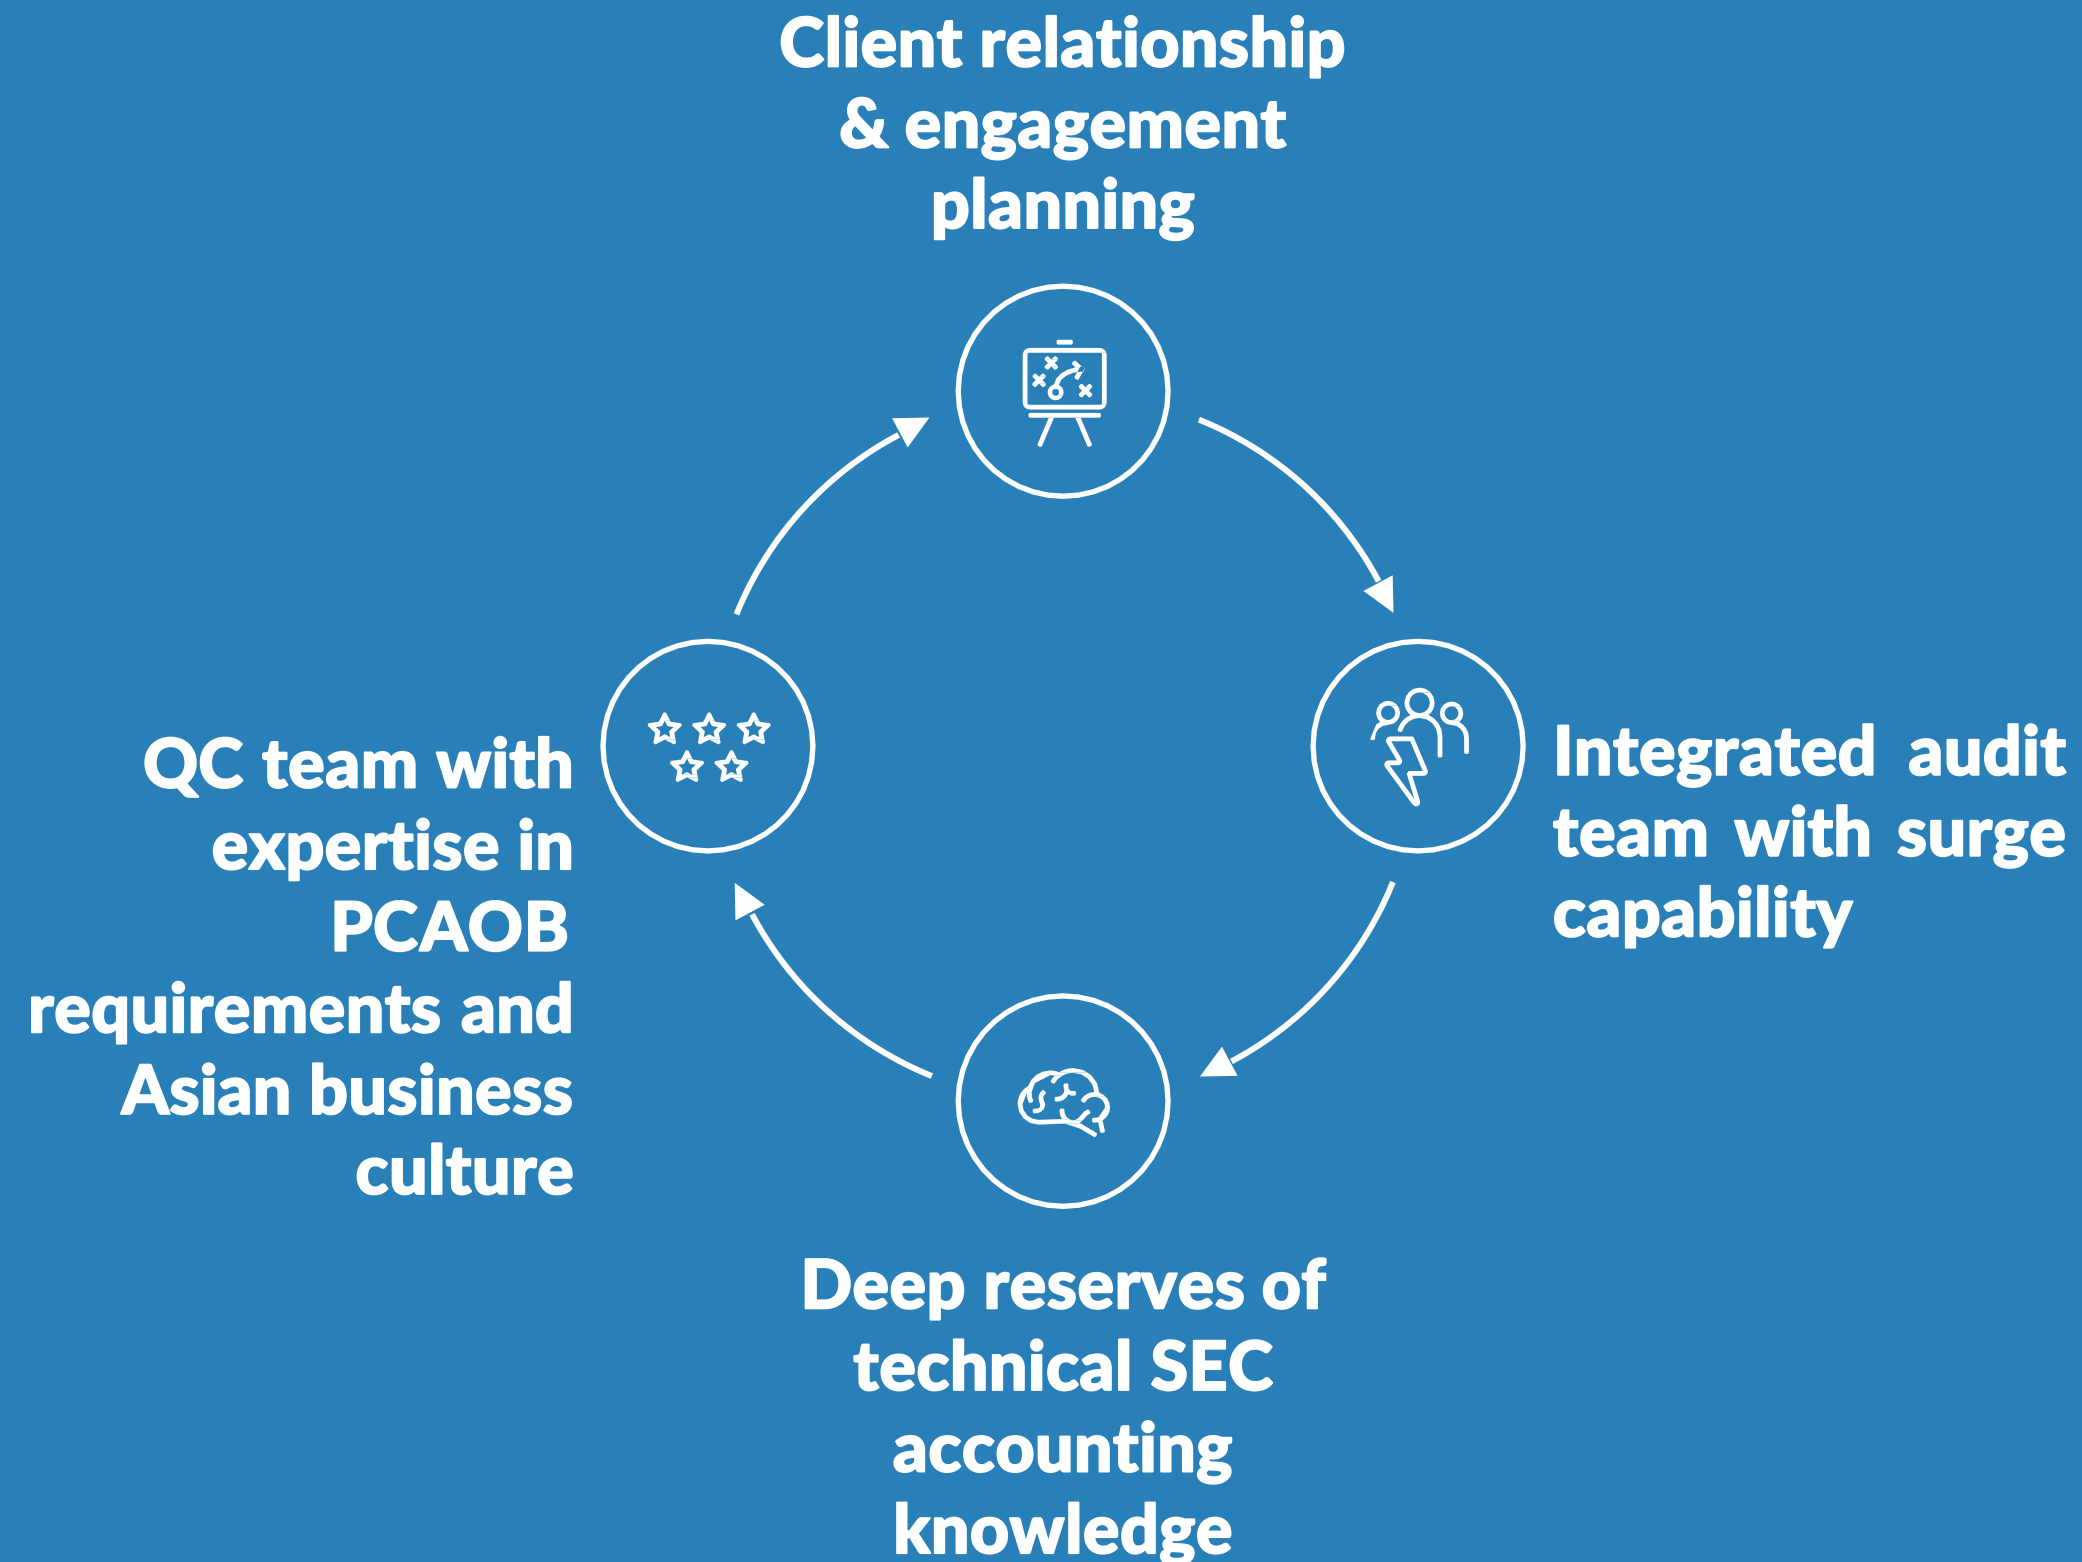 Client relationship
& engagement
planning
Integrated audit
team with surge
capability
Deep reserves of
technical SEC
accounting
knowledge
QC team with
expertise in
PCAOB
requirements and
Asian business
culture